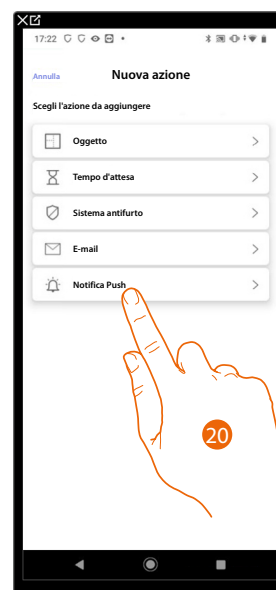 17:22
Annulla Nuova azione
Scegli l'azione da aggiungere
Oggetto
Tempo d'attesa
Sistema antifurto
E-mail
Notifica Push
20